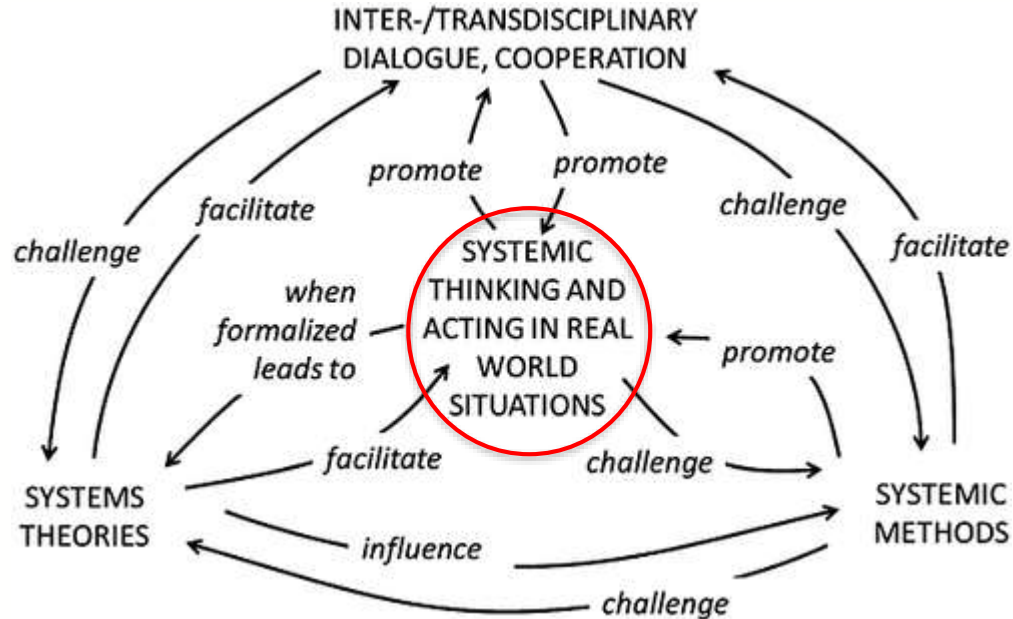 INTER-/TRANSDISCIPLINARY
DIALOGUE, COOPERATION
promote
promote
facilitate
challenge
challenge
facilitate
SYSTEMIC
THINKING AND
ACTING IN REAL
WORLD
SITUATIONS
when
formalized
leads to
promote
facilitate
challenge
SYSTEMS
THEORIES
SYSTEMIC
METHODS
influence
challenge